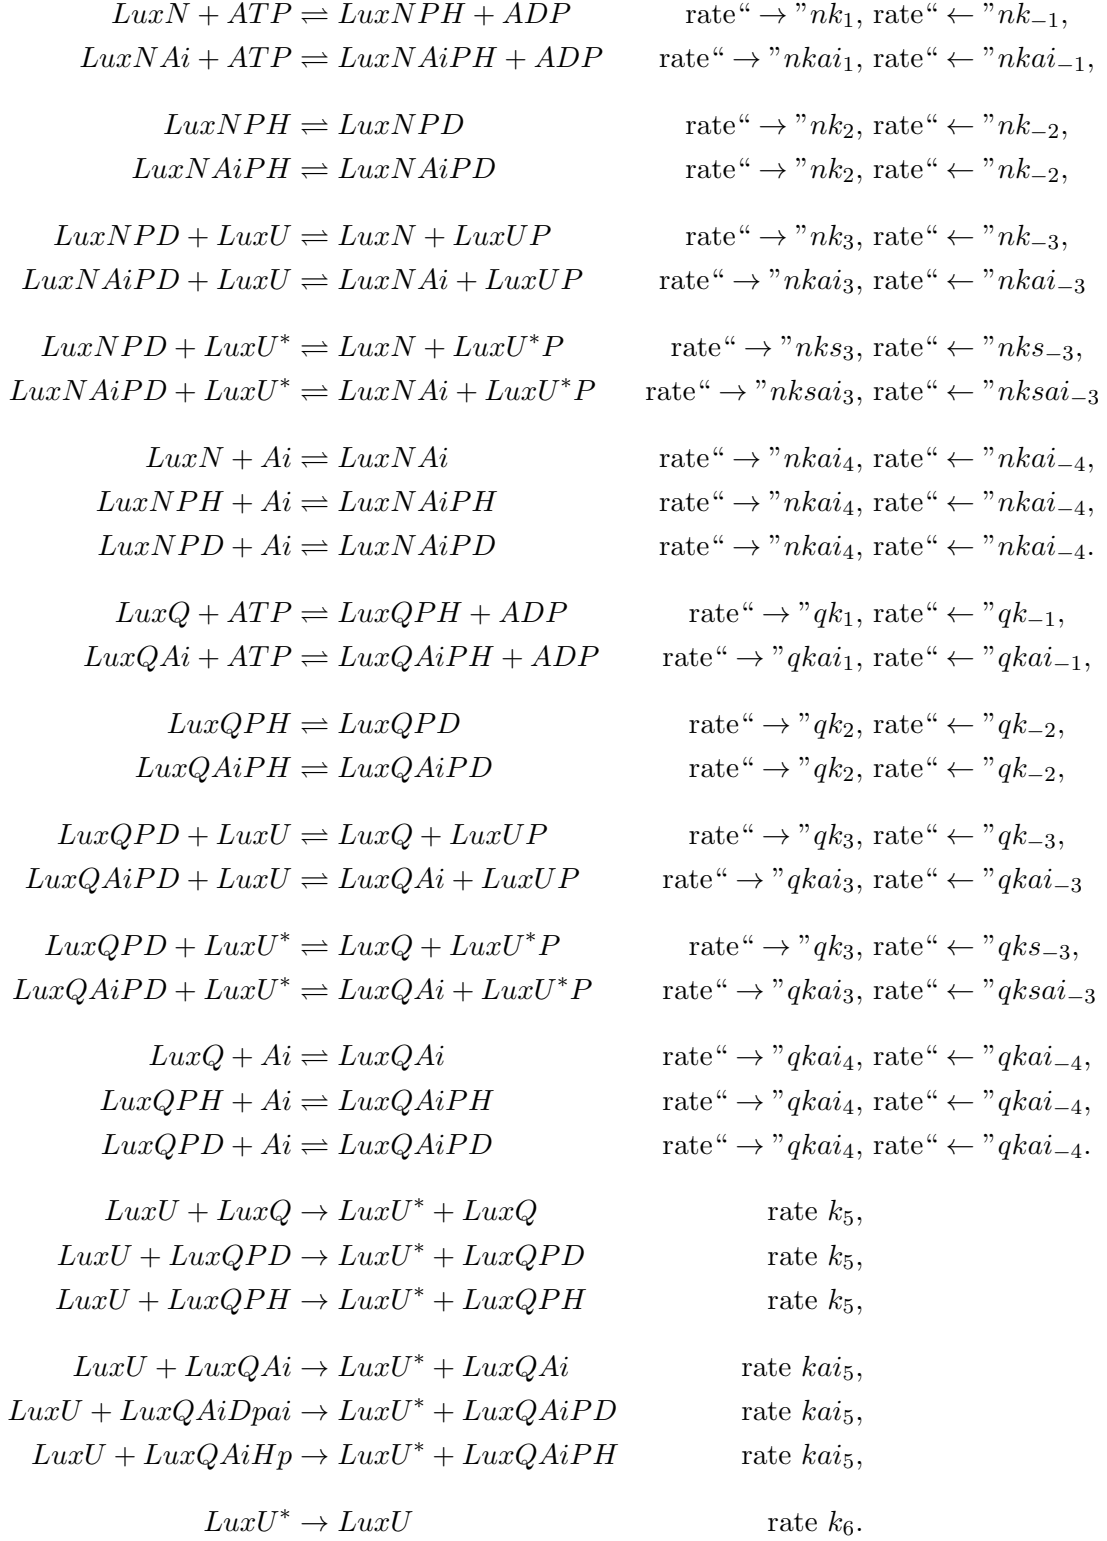 LuxN + ATP ⇌ LuxNPH + ADP rate“ → ”nk₁, rate“ ← ”nk₋₁,
LuxNAi + ATP ⇌ LuxNAiPH + ADP rate“ → ”nkai₁, rate“ ← ”nkai₋₁,
LuxNPH ⇌ LuxNPD rate“ → ”nk₂, rate“ ← ”nk₋₂,
LuxNAiPH ⇌ LuxNAiPD rate“ → ”nk₂, rate“ ← ”nk₋₂,
LuxNPD + LuxU ⇌ LuxN + LuxUP rate“ → ”nk₃, rate“ ← ”nk₋₃,
LuxNAiPD + LuxU ⇌ LuxNAi + LuxUP rate“ → ”nkai₃, rate“ ← ”nkai₋₃
LuxNPD + LuxU* ⇌ LuxN + LuxU*P rate“ → ”nks₃, rate“ ← ”nks₋₃,
LuxNAiPD + LuxU* ⇌ LuxNAi + LuxU*P rate“ → ”nksai₃, rate“ ← ”nksai₋₃
LuxN + Ai ⇌ LuxNAi rate“ → ”nkai₄, rate“ ← ”nkai₋₄,
LuxNPH + Ai ⇌ LuxNAiPH rate“ → ”nkai₄, rate“ ← ”nkai₋₄,
LuxNPD + Ai ⇌ LuxNAiPD rate“ → ”nkai₄, rate“ ← ”nkai₋₄.
LuxQ + ATP ⇌ LuxQPH + ADP rate“ → ”qk₁, rate“ ← ”qk₋₁,
LuxQAi + ATP ⇌ LuxQAiPH + ADP rate“ → ”qkai₁, rate“ ← ”qkai₋₁,
LuxQPH ⇌ LuxQPD rate“ → ”qk₂, rate“ ← ”qk₋₂,
LuxQAiPH ⇌ LuxQAiPD rate“ → ”qk₂, rate“ ← ”qk₋₂,
LuxQPD + LuxU ⇌ LuxQ + LuxUP rate“ → ”qk₃, rate“ ← ”qk₋₃,
LuxQAiPD + LuxU ⇌ LuxQAi + LuxUP rate“ → ”qkai₃, rate“ ← ”qkai₋₃
LuxQPD + LuxU* ⇌ LuxQ + LuxU*P rate“ → ”qk₃, rate“ ← ”qks₋₃,
LuxQAiPD + LuxU* ⇌ LuxQAi + LuxU*P rate“ → ”qkai₃, rate“ ← ”qksai₋₃
LuxQ + Ai ⇌ LuxQAi rate“ → ”qkai₄, rate“ ← ”qkai₋₄,
LuxQPH + Ai ⇌ LuxQAiPH rate“ → ”qkai₄, rate“ ← ”qkai₋₄,
LuxQPD + Ai ⇌ LuxQAiPD rate“ → ”qkai₄, rate“ ← ”qkai₋₄.
LuxU + LuxQ → LuxU* + LuxQ rate k₅,
LuxU + LuxQPD → LuxU* + LuxQPD rate k₅,
LuxU + LuxQPH → LuxU* + LuxQPH rate k₅,
LuxU + LuxQAi → LuxU* + LuxQAi rate kai₅,
LuxU + LuxQAiDpai → LuxU* + LuxQAiPD rate kai₅,
LuxU + LuxQAiHp → LuxU* + LuxQAiPH rate kai₅,
LuxU* → LuxU rate k₆.